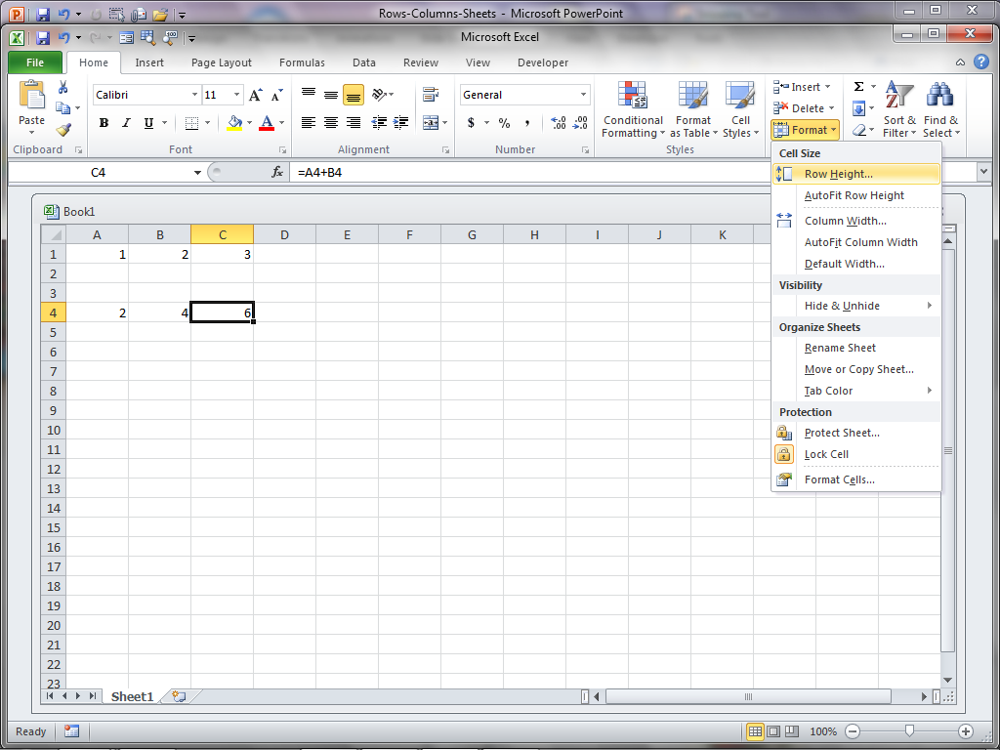 Rows-Columns-Sheets - Microsoft PowerPoint
Microsoft Excel
File Home Insert Page Layout Formulas Data Review View Developer
Calibri 11 General Insert
Delete
Paste Conditional Formatting Format as Table Cell Styles Format Sort & Filter Find & Select
Clipboard Font Alignment Number Styles
C4 fx =A4+B4
Cell Size
Row Height...
AutoFit Row Height
Column Width...
AutoFit Column Width
Default Width...
Visibility
Hide & Unhide
Organize Sheets
Rename Sheet
Move or Copy Sheet...
Tab Color
Protection
Protect Sheet...
Lock Cell
Format Cells...
Book1
A B C D E F G H I J K
1 1 2 3
2
3
4 2 4 6
5
6
7
8
9
10
11
12
13
14
15
16
17
18
19
20
21
22
23
Sheet1
Ready 100%